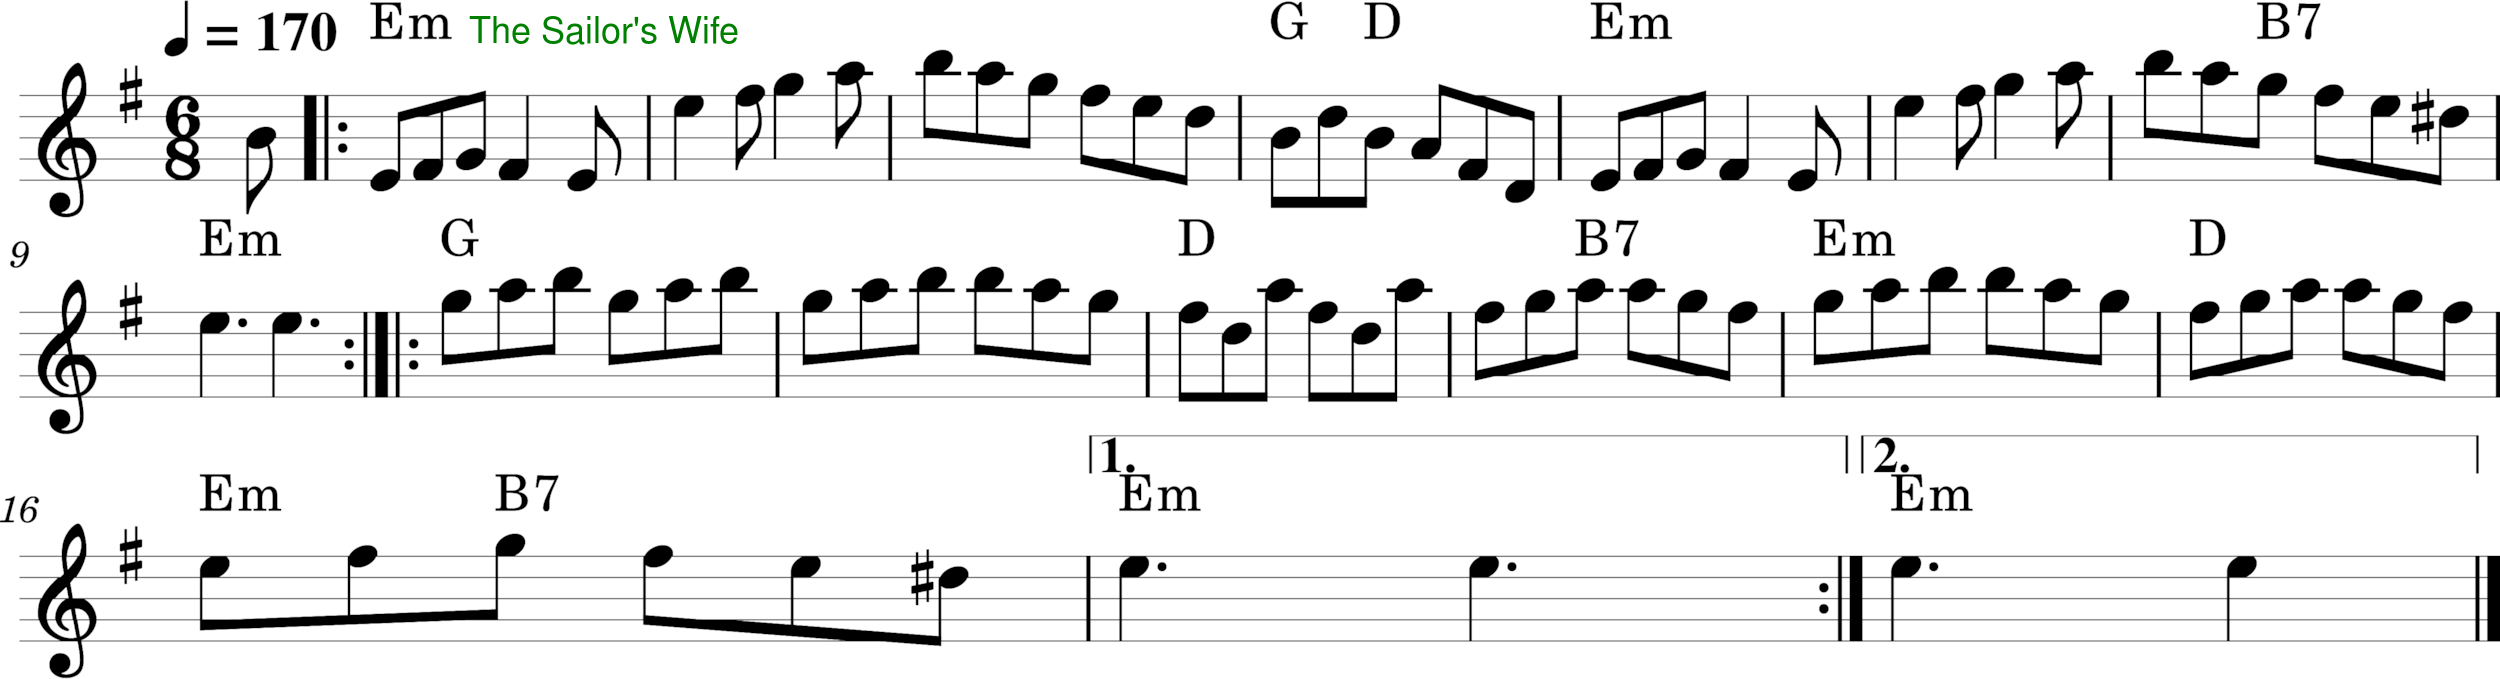 ♩ = 170 Em The Sailor's Wife G D Em B7
6
8
9 Em G D B7 Em D
1. 2.
16 Em B7 Em Em